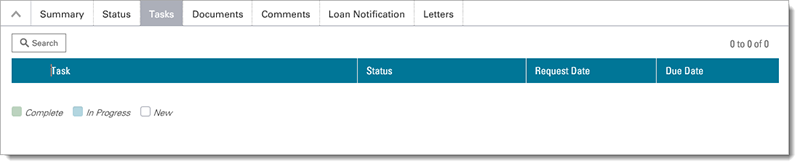 Summary Status Tasks Documents Comments Loan Notification Letters
Search 0 to 0 of 0
Task Status Request Date Due Date
Complete In Progress New